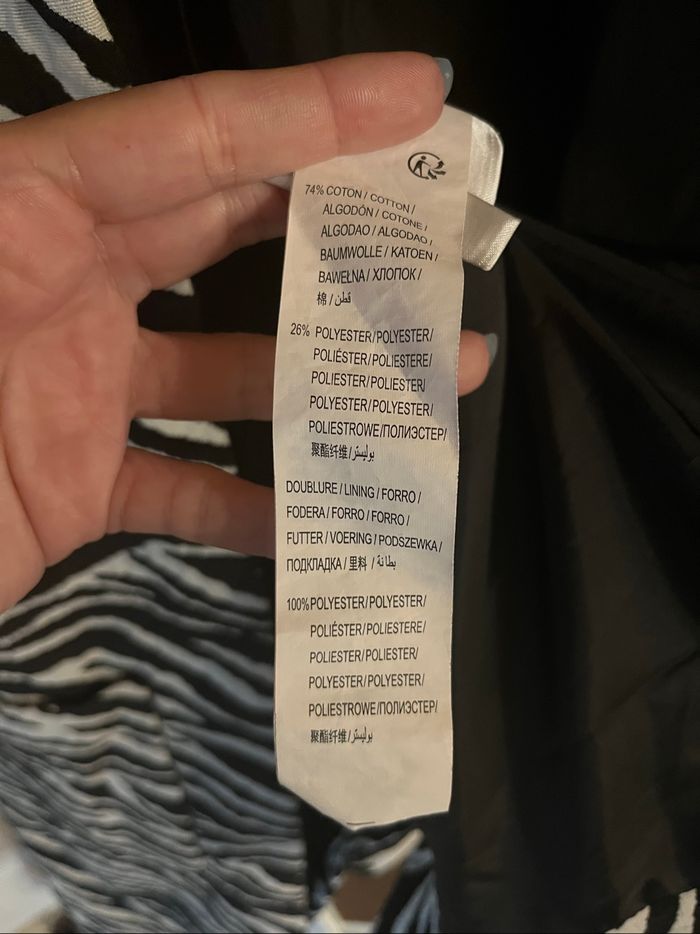 74% COTON / COTTON /
ALGODÓN / COTONE /
ALGODAO / ALGODAO /
BAUMWOLLE / KATOEN /
BAWEŁNA / ХЛОПОК /
棉 / قطن
26% POLYESTER/POLYESTER/
POLIÉSTER/POLIESTERE/
POLIESTER/POLIESTER/
POLYESTER/POLYESTER/
POLIESTROWE/ПОЛИЭСТЕР/
聚酯纤维/بوليستر
DOUBLURE / LINING / FORRO /
FODERA / FORRO / FORRO /
FUTTER / VOERING / PODSZEWKA /
ПОДКЛАДКА / 里料 / بطانة
100% POLYESTER/POLYESTER/
POLIÉSTER/POLIESTERE/
POLIESTER/POLIESTER/
POLYESTER/POLYESTER/
POLIESTROWE/ПОЛИЭСТЕР/
聚酯纤维/بوليستر